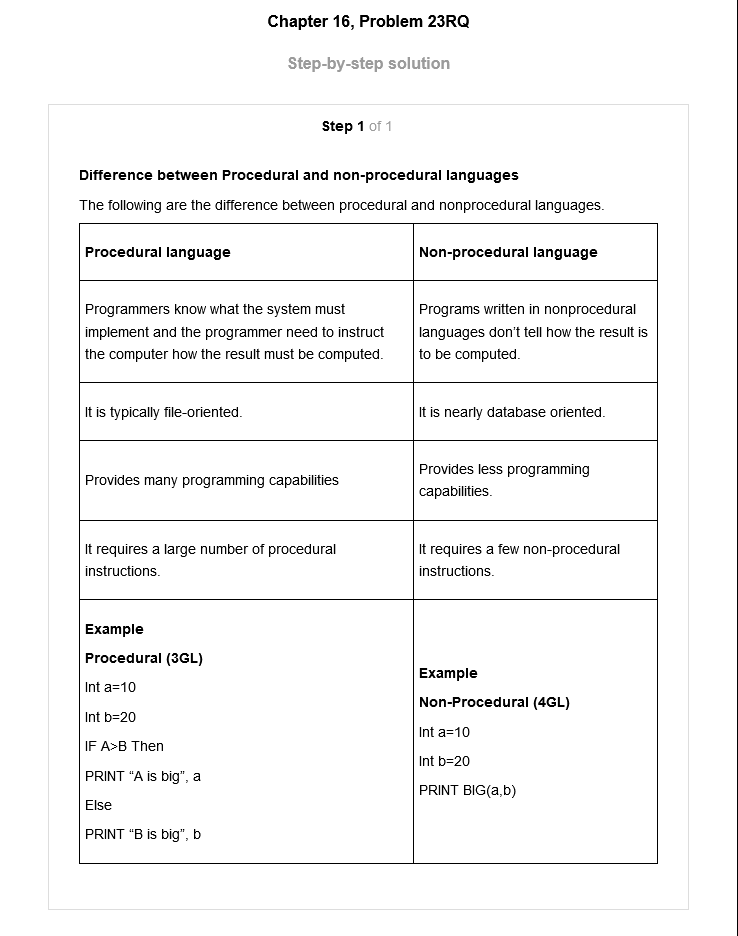 Chapter 16, Problem 23RQ
Step-by-step solution
Step 1 of 1
Difference between Procedural and non-procedural languages
The following are the difference between procedural and nonprocedural languages.
Procedural language
Non-procedural language
Programmers know what the system must
implement and the programmer need to instruct
the computer how the result must be computed.
Programs written in nonprocedural
languages don’t tell how the result is
to be computed.
It is typically file-oriented.
It is nearly database oriented.
Provides many programming capabilities
Provides less programming
capabilities.
It requires a large number of procedural
instructions.
It requires a few non-procedural
instructions.
Example
Procedural (3GL)
Int a=10
Int b=20
IF A>B Then
PRINT “A is big”, a
Else
PRINT “B is big”, b
Example
Non-Procedural (4GL)
Int a=10
Int b=20
PRINT BIG(a,b)